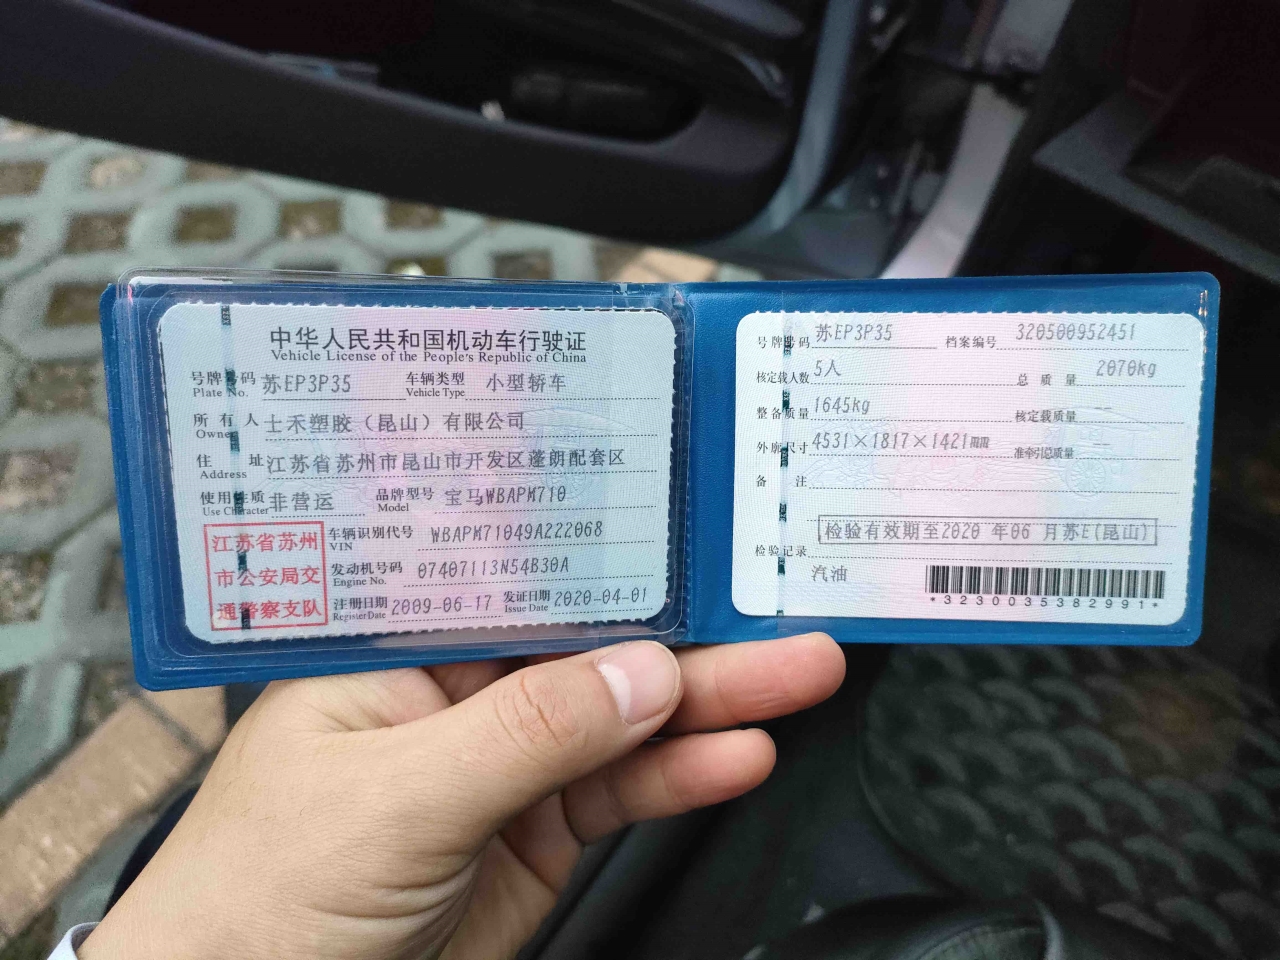 中华人民共和国机动车行驶证
Vehicle License of the People's Republic of China
号牌号码 苏EP3P35 车辆类型 小型轿车
Plate No. Vehicle Type
所有人 士禾塑胶（昆山）有限公司
Owner
住址 江苏省苏州市昆山市开发区蓬朗配套区
Address
使用性质 非营运 品牌型号 宝马WBAPM710
Use Character Model
江苏省苏州
市公安局交
通警察支队
车辆识别代号 WBAPM71049A222068
VIN
发动机号码 07407113N54B30A
Engine No.
注册日期 2009-06-17 发证日期 2020-04-01
Register Date Issue Date
号牌号码 苏EP3P35 档案编号 320500952451
核定载人数 5人 总质量 2070kg
整备质量 1645kg 核定载质量 --
外廓尺寸 4531×1817×1421mm 准牵引总质量 --
备注
检验有效期至2020 年06 月苏E(昆山)
检验记录
汽油
*3230035382991*